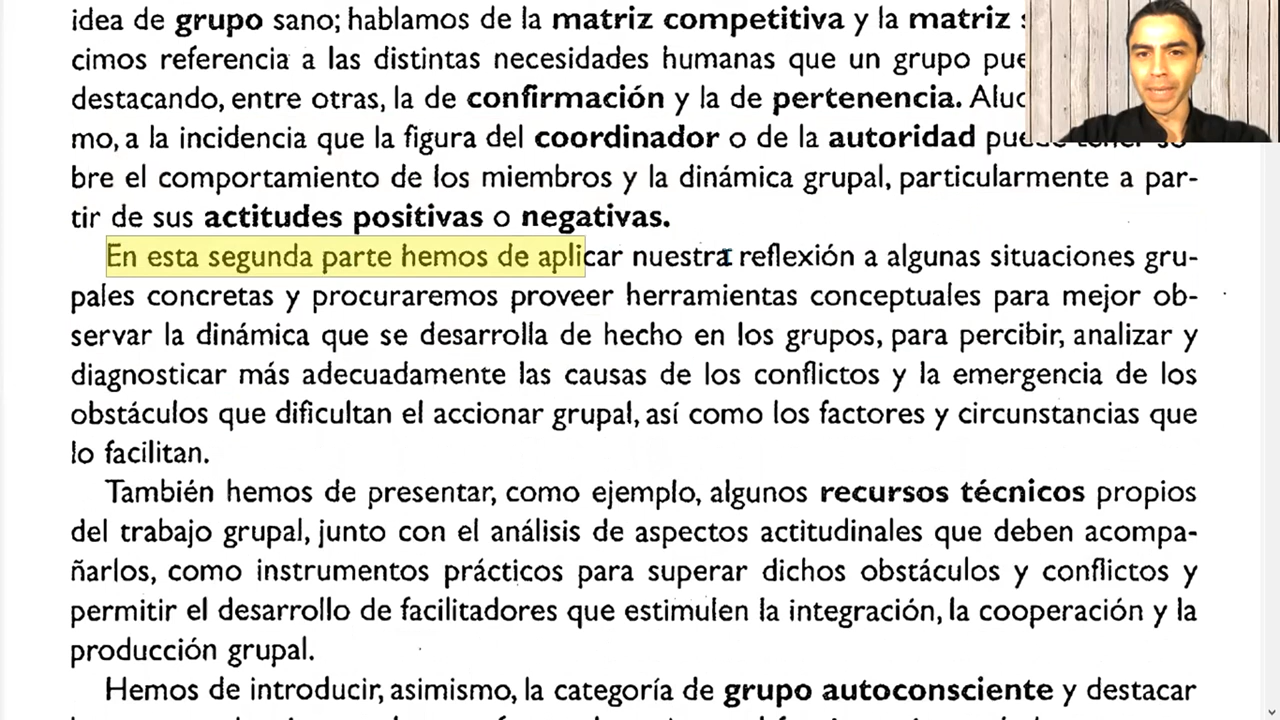 idea de grupo sano; hablamos de la matriz competitiva y la matriz
cimos referencia a las distintas necesidades humanas que un grupo
destacando, entre otras, la de confirmación y la de pertenencia.
mo, a la incidencia que la figura del coordinador o de la autoridad
bre el comportamiento de los miembros y la dinámica grupal, particularmente a par-
tir de sus actitudes positivas o negativas.
En esta segunda parte hemos de aplicar nuestra reflexión a algunas situaciones gru-
pales concretas y procuraremos proveer herramientas conceptuales para mejor ob-
servar la dinámica que se desarrolla de hecho en los grupos, para percibir, analizar y
diagnosticar más adecuadamente las causas de los conflictos y la emergencia de los
obstáculos que dificultan el accionar grupal, así como los factores y circunstancias que
lo facilitan.
También hemos de presentar, como ejemplo, algunos recursos técnicos propios
del trabajo grupal, junto con el análisis de aspectos actitudinales que deben acompa-
ñarlos, como instrumentos prácticos para superar dichos obstáculos y conflictos y
permitir el desarrollo de facilitadores que estimulen la integración, la cooperación y la
producción grupal.
Hemos de introducir, asimismo, la categoría de grupo autoconsciente y destacar